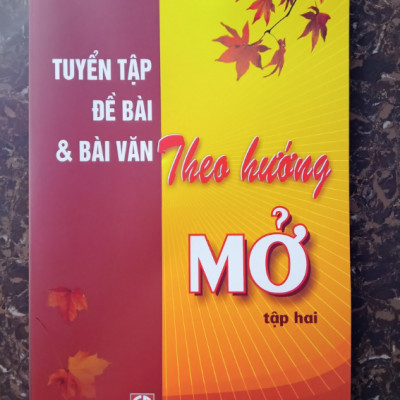 TUYỂN TẬP
ĐỀ BÀI
& BÀI VĂN
Theo hướng
MỞ
tập hai